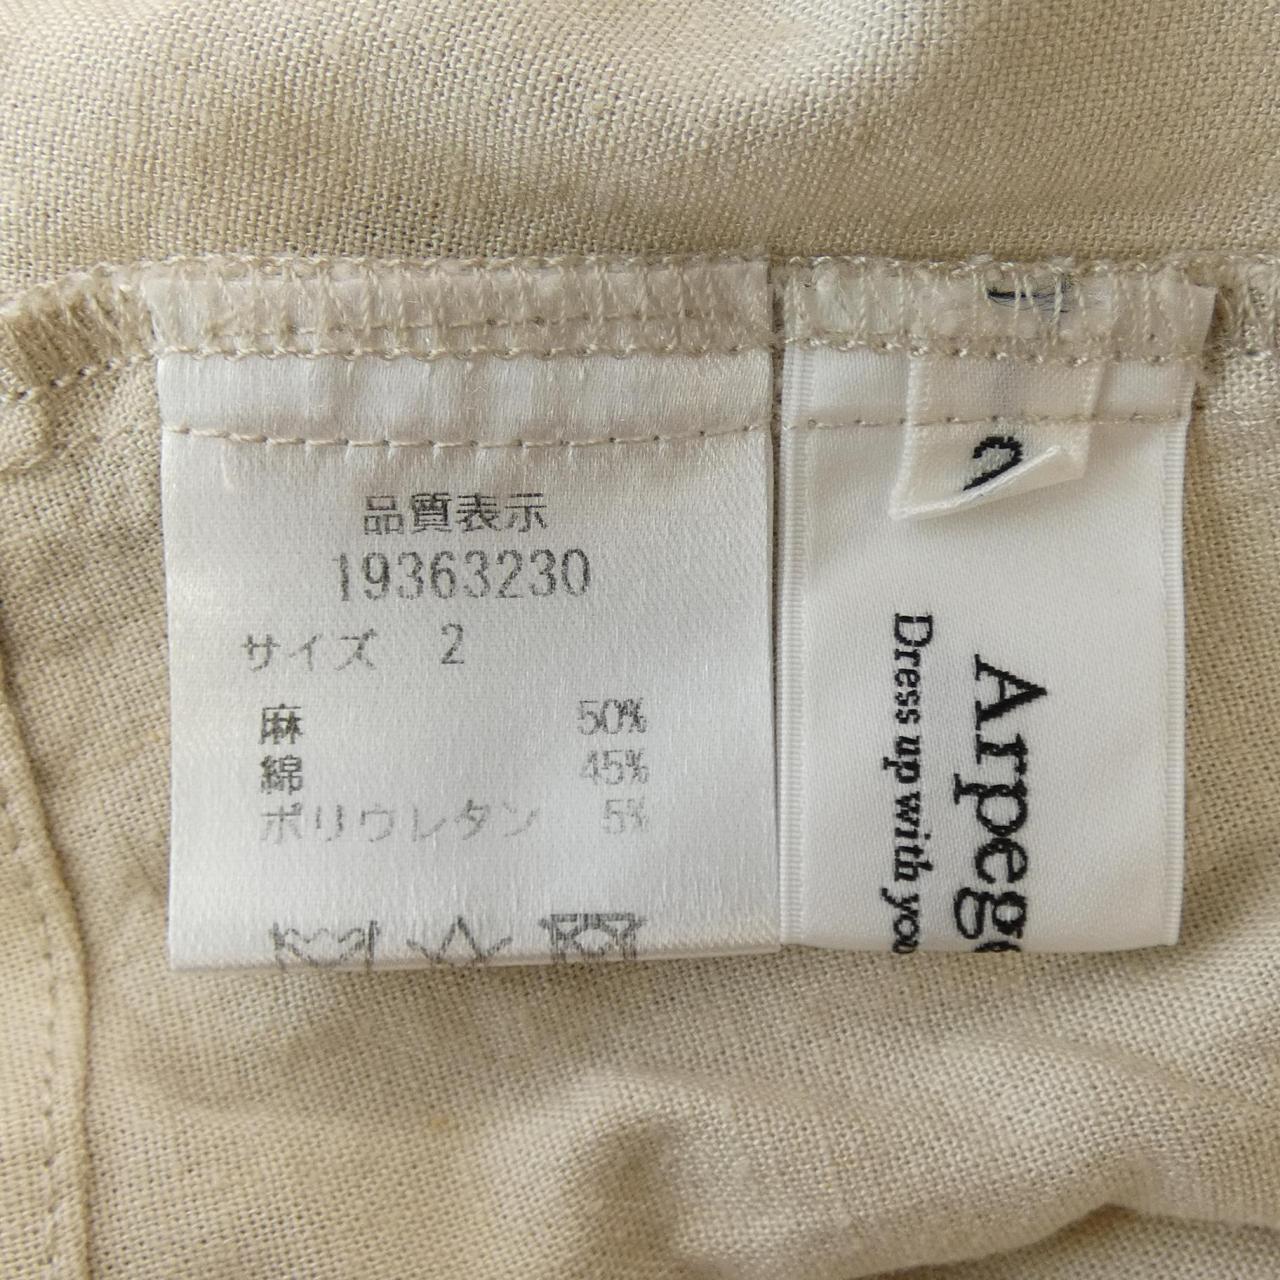 品質表示
19363230
サイズ 2
麻 50%
綿 45%
ポリウレタン 5%
2
Arpeg
Dress up with you